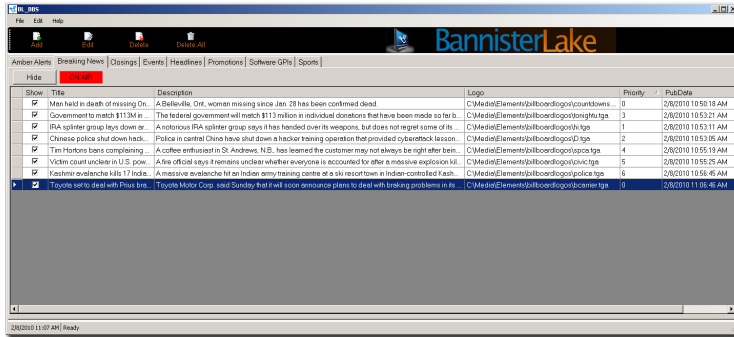 BL_BBS
File Edit Help
Add Edit Delete Delete All BannisterLake
Amber Alerts Breaking News Closings Events Headlines Promotions Software GPIs Sports
Hide ON AIR
Show Title Description Logo Priority PubDate
Man held in death of missing On... A Belleville, Ont., woman missing since Jan. 28 has been confirmed dead. C:\Media\Elements\billboardlogos\countdowns... 0 2/8/2010 10:50:18 AM
Government to match $113M in ... The federal government will match $113 million in individual donations that have been made so far b... C:\Media\Elements\billboardlogos\tonightu.tga 3 2/8/2010 10:53:21 AM
IRA splinter group lays down ar... A notorious IRA splinter group says it has handed over its weapons, but does not regret some of its ... C:\Media\Elements\billboardlogos\hi.tga 1 2/8/2010 10:53:11 AM
Chinese police shut down hack... Police in central China have shut down a hacker training operation that provided cyberattack lesson... C:\Media\Elements\billboardlogos\D.tga 2 2/8/2010 10:53:05 AM
Tim Hortons bans complaining ... A coffee enthusiast in St. Andrews, N.B., has learned the customer may not always be right after bein... C:\Media\Elements\billboardlogos\spca.tga 4 2/8/2010 10:55:19 AM
Victim count unclear in U.S. pow... A fire official says it remains unclear whether everyone is accounted for after a massive explosion kil... C:\Media\Elements\billboardlogos\civic.tga 5 2/8/2010 10:55:25 AM
Kashmir avalanche kills 17 India... A massive avalanche hit an Indian army training centre at a ski resort town in Indian-controlled Kash... C:\Media\Elements\billboardlogos\police.tga 6 2/8/2010 10:56:45 AM
Toyota set to deal with Prius bra... Toyota Motor Corp. said Sunday that it will soon announce plans to deal with braking problems in its ... C:\Media\Elements\billboardlogos\bcarrier.tga 0 2/8/2010 11:06:46 AM
2/8/2010 11:07 AM Ready